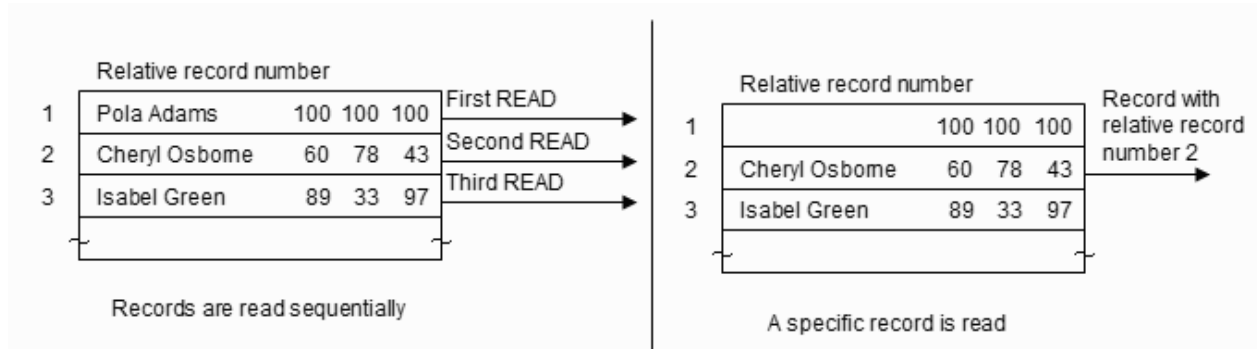 Relative record number
1 Pola Adams 100 100 100 First READ
2 Cheryl Osborne 60 78 43 Second READ
3 Isabel Green 89 33 97 Third READ
Records are read sequentially
Relative record number
1 100 100 100
2 Cheryl Osborne 60 78 43
3 Isabel Green 89 33 97
Record with
relative record
number 2
A specific record is read